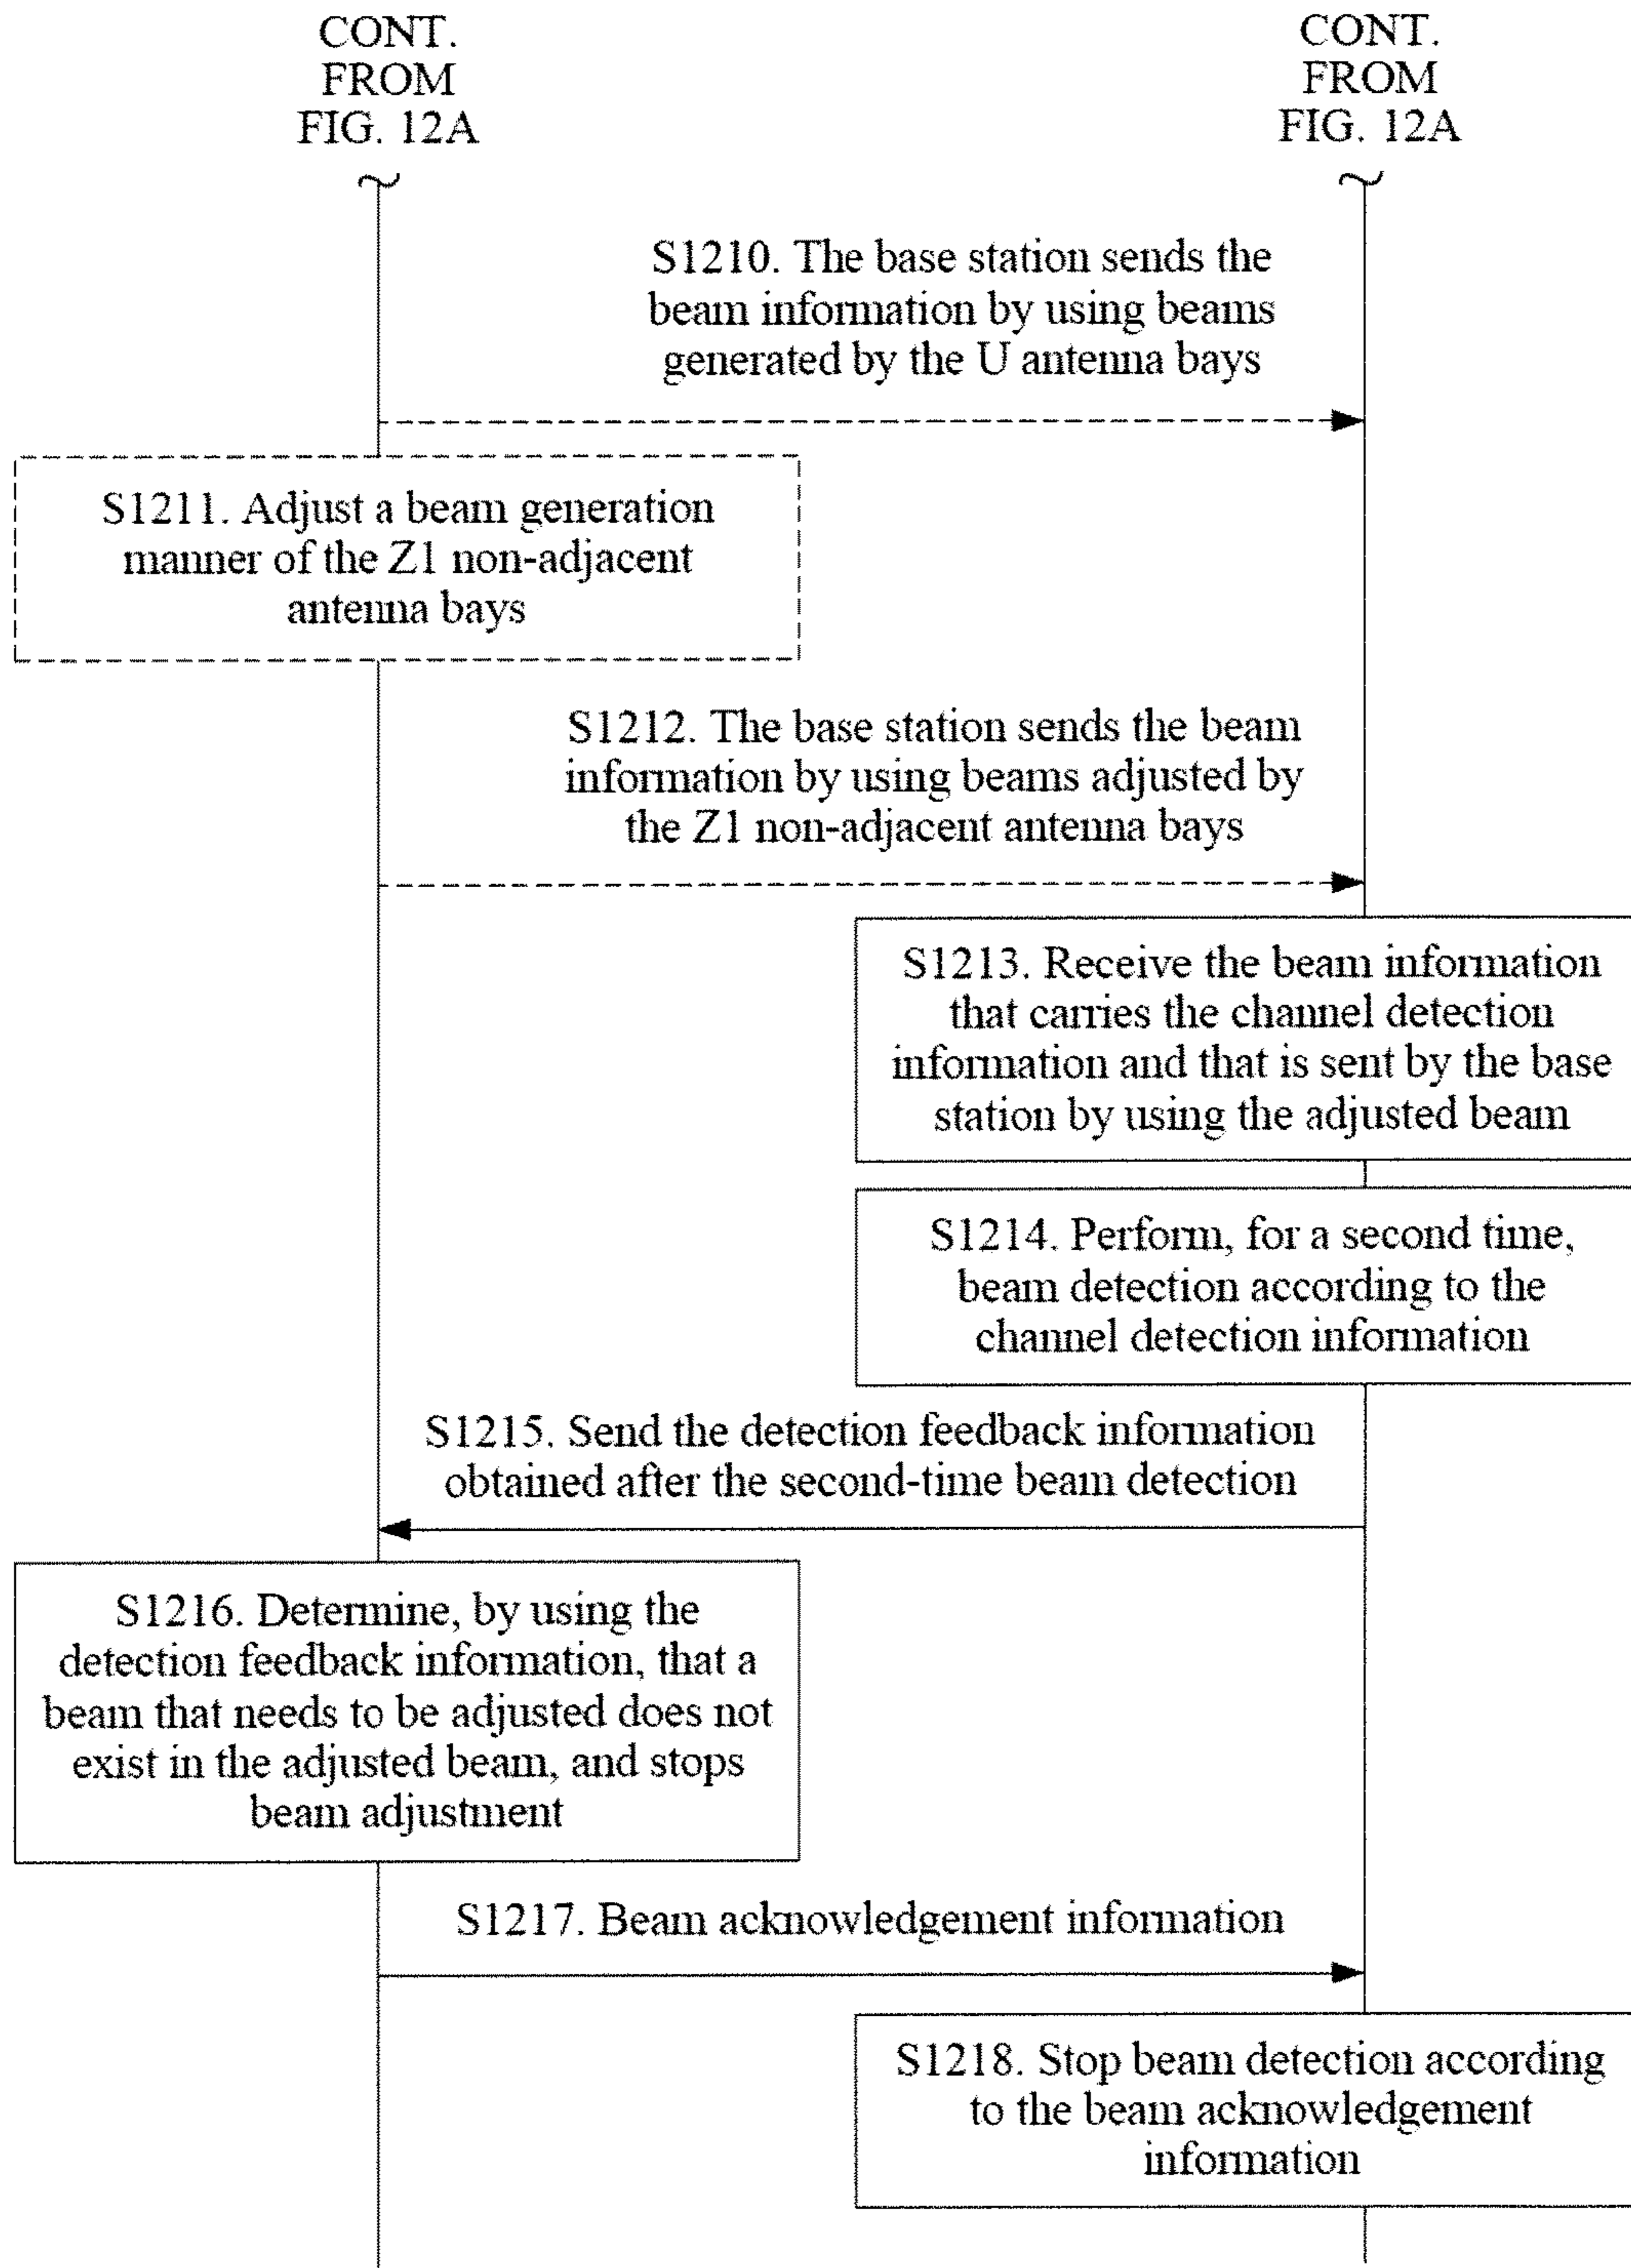 CONT.
FROM
FIG. 12A
CONT.
FROM
FIG. 12A
S1210. The base station sends the
beam information by using beams
generated by the U antenna bays
S1211. Adjust a beam generation
manner of the Z1 non-adjacent
antenna bays
S1212. The base station sends the beam
information by using beams adjusted by
the Z1 non-adjacent antenna bays
S1213. Receive the beam information
that carries the channel detection
information and that is sent by the base
station by using the adjusted beam
S1214. Perform, for a second time,
beam detection according to the
channel detection information
S1215. Send the detection feedback information
obtained after the second-time beam detection
S1216. Determine, by using the
detection feedback information, that a
beam that needs to be adjusted does not
exist in the adjusted beam, and stops
beam adjustment
S1217. Beam acknowledgement information
S1218. Stop beam detection according
to the beam acknowledgement
information